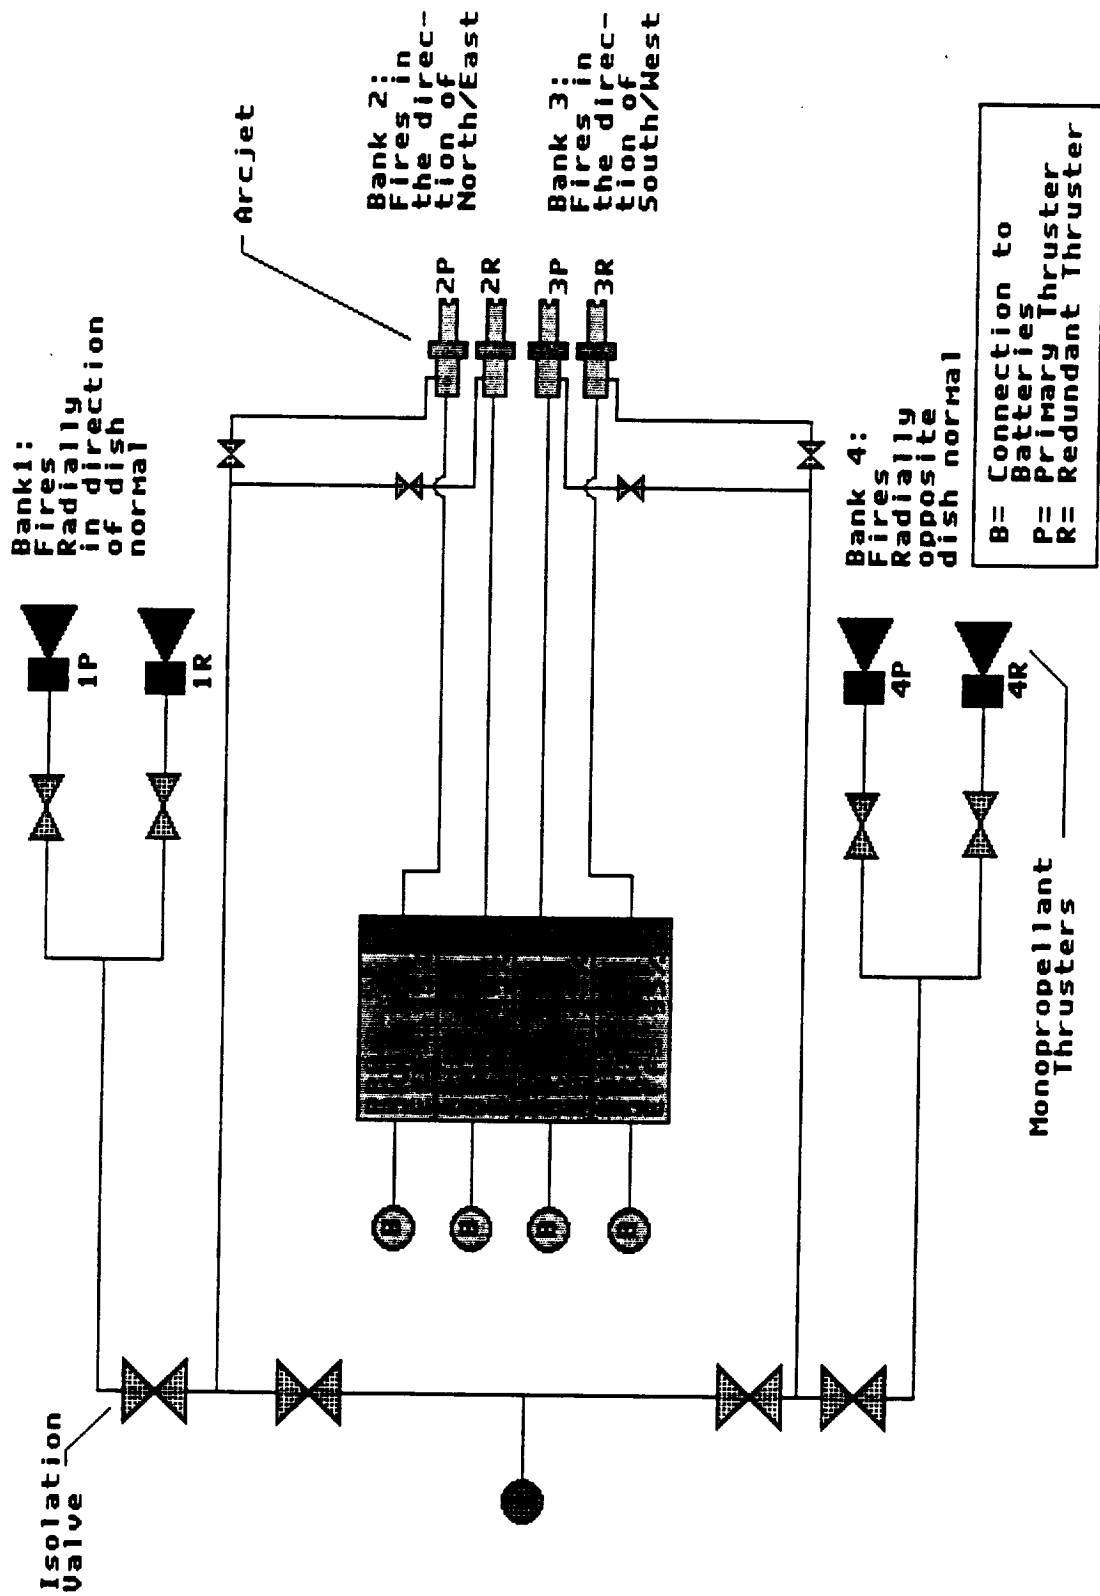 Isolation
Valve
Bank1:
Fires
Radially
in direction
of dish
normal
1P
1R
Arcjet
Bank 2:
Fires in
the direc-
tion of
North/East
2P
2R
Bank 3:
Fires in
the direc-
tion of
South/West
3P
3R
B
B
B
B
Bank 4:
Fires
Radially
opposite
dish normal
4P
4R
Monopropellant
Thrusters
B= Connection to
Batteries
P= Primary Thruster
R= Redundant Thruster